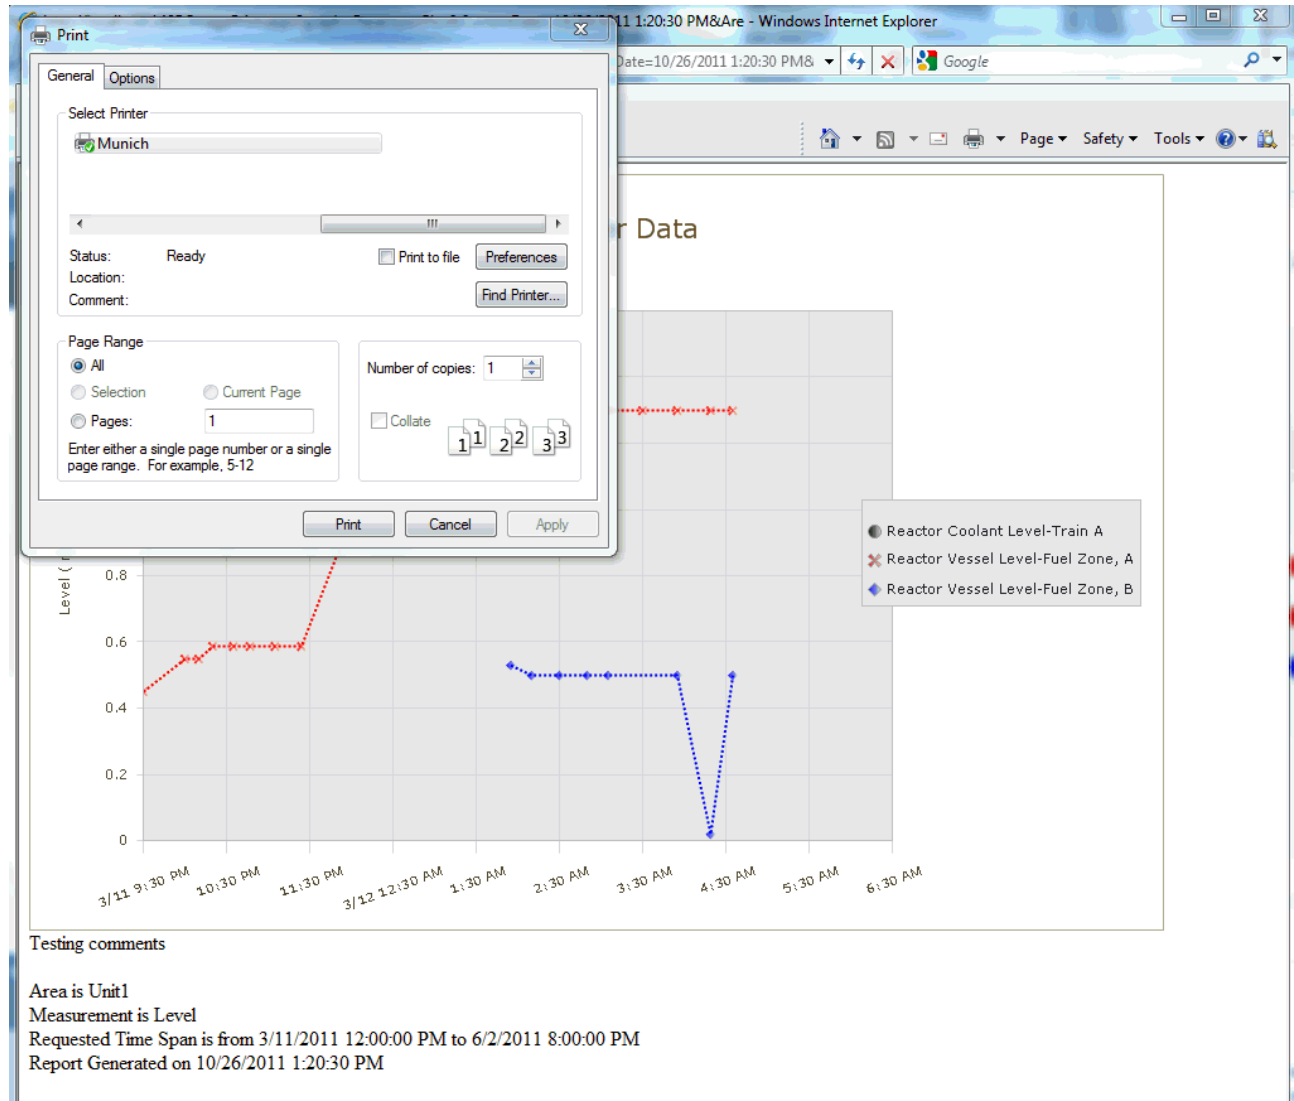 Print
11 1:20:30 PM&Are - Windows Internet Explorer
Date=10/26/2011 1:20:30 PM&
Google
General
Options
Page
Safety
Tools
Select Printer
Munich
r Data
Status:
Ready
Print to file
Preferences
Location:
Comment:
Find Printer...
Page Range
All
Selection
Current Page
Pages:
1
Enter either a single page number or a single
page range. For example, 5-12
Number of copies:
1
Collate
1 1 2 2 3 3
Print
Cancel
Apply
Reactor Coolant Level-Train A
Reactor Vessel Level-Fuel Zone, A
Reactor Vessel Level-Fuel Zone, B
Level (
0.8
0.6
0.4
0.2
0
3/11 9:30 PM
10:30 PM
11:30 PM
3/12 12:30 AM
1:30 AM
2:30 AM
3:30 AM
4:30 AM
5:30 AM
6:30 AM
Testing comments
Area is Unit1
Measurement is Level
Requested Time Span is from 3/11/2011 12:00:00 PM to 6/2/2011 8:00:00 PM
Report Generated on 10/26/2011 1:20:30 PM